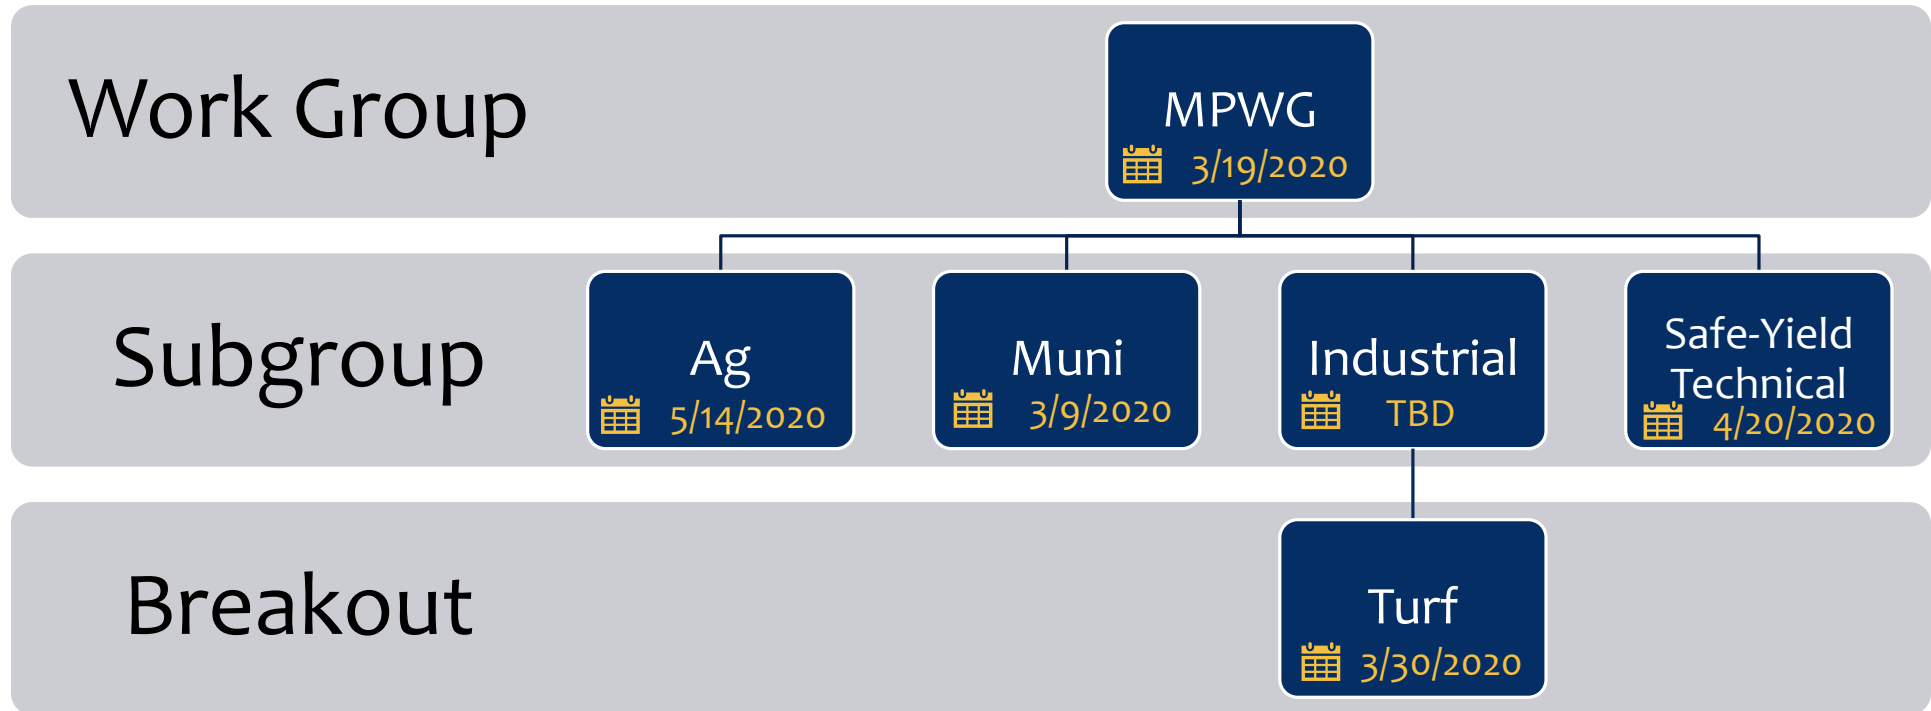 Work Group
MPWG
3/19/2020
Subgroup
Ag
5/14/2020
Muni
3/9/2020
Industrial
TBD
Safe-Yield
Technical
4/20/2020
Breakout
Turf
3/30/2020